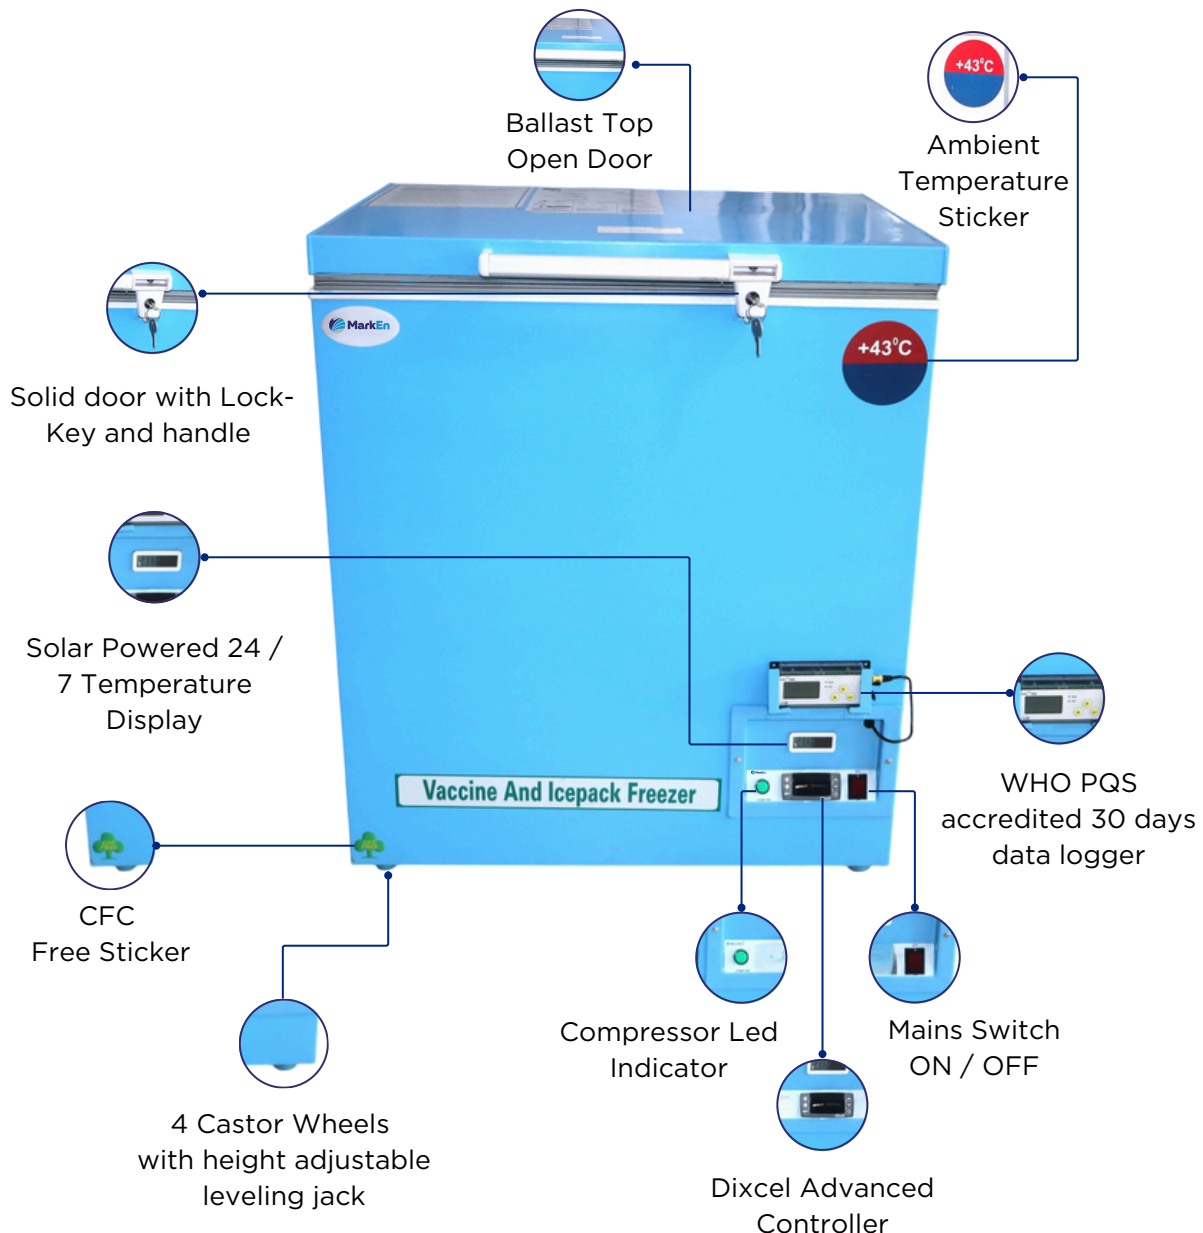 +43°C
Ballast Top
Open Door
Ambient
Temperature
Sticker
MarkEn
+43°C
Solid door with Lock-
Key and handle
Solar Powered 24 /
7 Temperature
Display
Vaccine And Icepack Freezer
WHO PQS
accredited 30 days
data logger
CFC
Free Sticker
Compressor Led
Indicator
Mains Switch
ON / OFF
4 Castor Wheels
with height adjustable
leveling jack
Dixcel Advanced
Controller